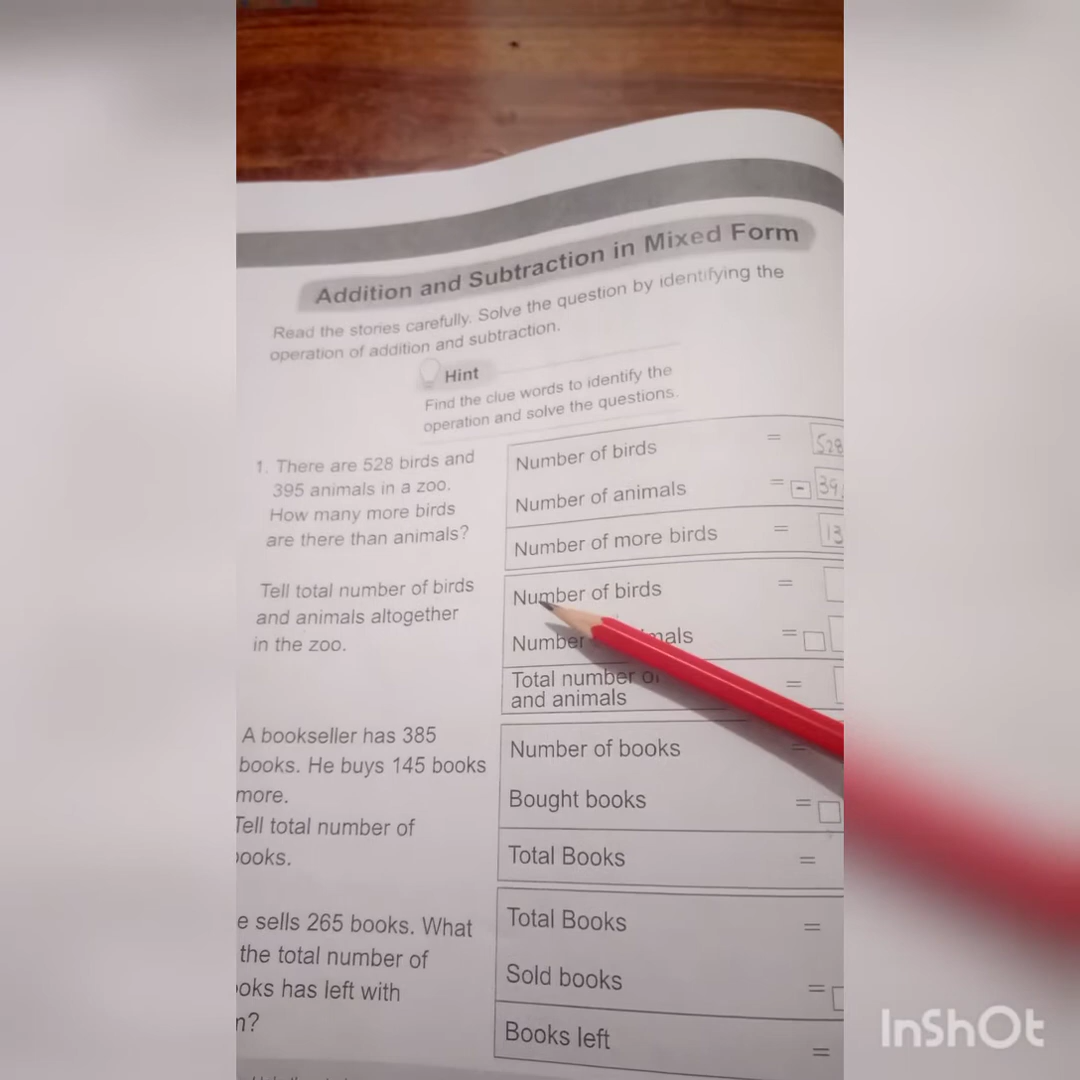 Addition and Subtraction in Mixed Form
Read the stories carefully. Solve the question by identifying the
operation of addition and subtraction.
Hint
Find the clue words to identify the
operation and solve the questions.
1. There are 528 birds and
395 animals in a zoo.
How many more birds
are there than animals?
Number of birds = 528
Number of animals = - 39
Number of more birds = 13
Tell total number of birds
and animals altogether
in the zoo.
Number of birds =
Number =
Total number
and animals =
A bookseller has 385
books. He buys 145 books
more.
Tell total number of
ooks.
Number of books =
Bought books =
Total Books =
e sells 265 books. What
the total number of
oks has left with
?
Total Books =
Sold books =
Books left =
InShOt